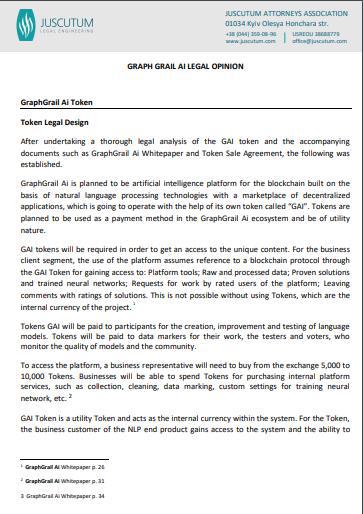 JUSCUTUM
LEGAL ENGINEERING
JUSCUTUM ATTORNEYS ASSOCIATION
01034 Kyiv Olesya Honchara str.
+38 (044) 359-08-96 USREOU 38688779
www.juscutum.com office@juscutum.com
GRAPH GRAIL AI LEGAL OPINION
GraphGrail Ai Token
Token Legal Design
After undertaking a thorough legal analysis of the GAI token and the accompanying
documents such as GraphGrail Ai Whitepaper and Token Sale Agreement, the following was
established.
GraphGrail Ai is planned to be artificial intelligence platform for the blockchain built on the
basis of natural language processing technologies with a marketplace of decentralized
applications, which is going to operate with the help of its own token called "GAI". Tokens are
planned to be used as a payment method in the GraphGrail Ai ecosystem and be of utility
nature.
GAI tokens will be required in order to get an access to the unique content. For the business
client segment, the use of the platform assumes reference to a blockchain protocol through
the GAI Token for gaining access to: Platform tools; Raw and processed data; Proven solutions
and trained neural networks; Requests for work by rated users of the platform; Leaving
comments with ratings of solutions. This is not possible without using Tokens, which are the
internal currency of the project. 1
Tokens GAI will be paid to participants for the creation, improvement and testing of language
models. Tokens will be paid to data markers for their work, the testers and voters, who
monitor the quality of models and the community.
To access the platform, a business representative will need to buy from the exchange 5,000 to
10,000 Tokens. Businesses will be able to spend Tokens for purchasing internal platform
services, such as collection, cleaning, data marking, custom settings for training neural
network, etc. 2
GAI Token is a utility Token and acts as the internal currency within the system. For the Token,
the business customer of the NLP end product gains access to the system and the ability to
1 GraphGrail Ai Whitepaper p. 26
2 GraphGrail Ai Whitepaper p. 31
3 GraphGrail Ai Whitepaper p. 34